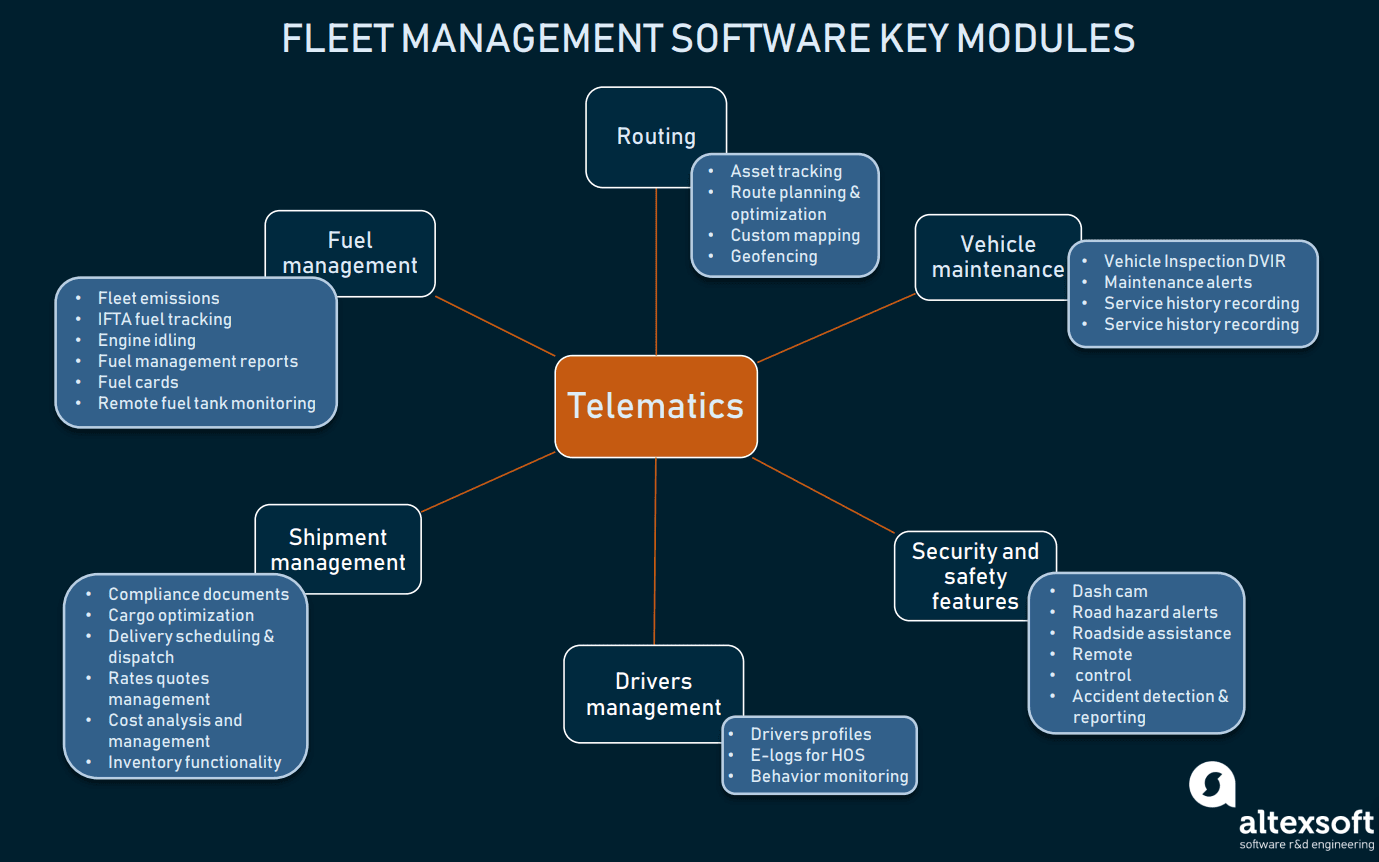 FLEET MANAGEMENT SOFTWARE KEY MODULES
Routing
• Asset tracking
• Route planning &
optimization
• Custom mapping
• Geofencing
Fuel
management
• Fleet emissions
• IFTA fuel tracking
• Engine idling
• Fuel management reports
• Fuel cards
• Remote fuel tank monitoring
Vehicle
maintenance
• Vehicle Inspection DVIR
• Maintenance alerts
• Service history recording
• Service history recording
Telematics
Shipment
management
• Compliance documents
• Cargo optimization
• Delivery scheduling &
dispatch
• Rates quotes
management
• Cost analysis and
management
• Inventory functionality
Drivers
management
• Drivers profiles
• E-logs for HOS
• Behavior monitoring
Security and
safety
features
• Dash cam
• Road hazard alerts
• Roadside assistance
• Remote
• control
• Accident detection &
reporting
altexsoft
software r&d engineering